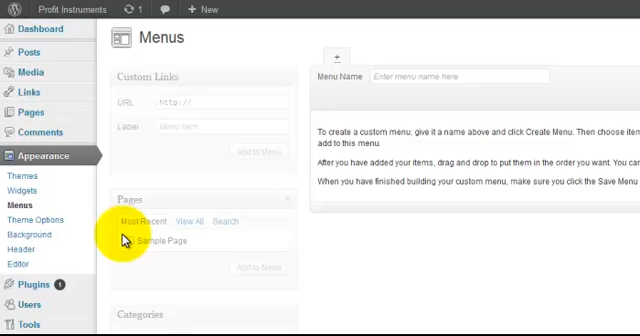 Profit Instruments 1 + New
Dashboard
Posts
Media
Links
Pages
Comments
Appearance
Themes
Widgets
Menus
Theme Options
Background
Header
Editor
Plugins 1
Users
Tools
Menus
Custom Links
URL http://
Label Menu Item
Add to Menu
Pages
Most Recent View All Search
Sample Page
Add to Menu
Categories
+
Menu Name Enter menu name here
To create a custom menu, give it a name above and click Create Menu. Then choose
add to this menu.
After you have added your items, drag and drop to put them in the order you want. You
When you have finished building your custom menu, make sure you click the Save Menu